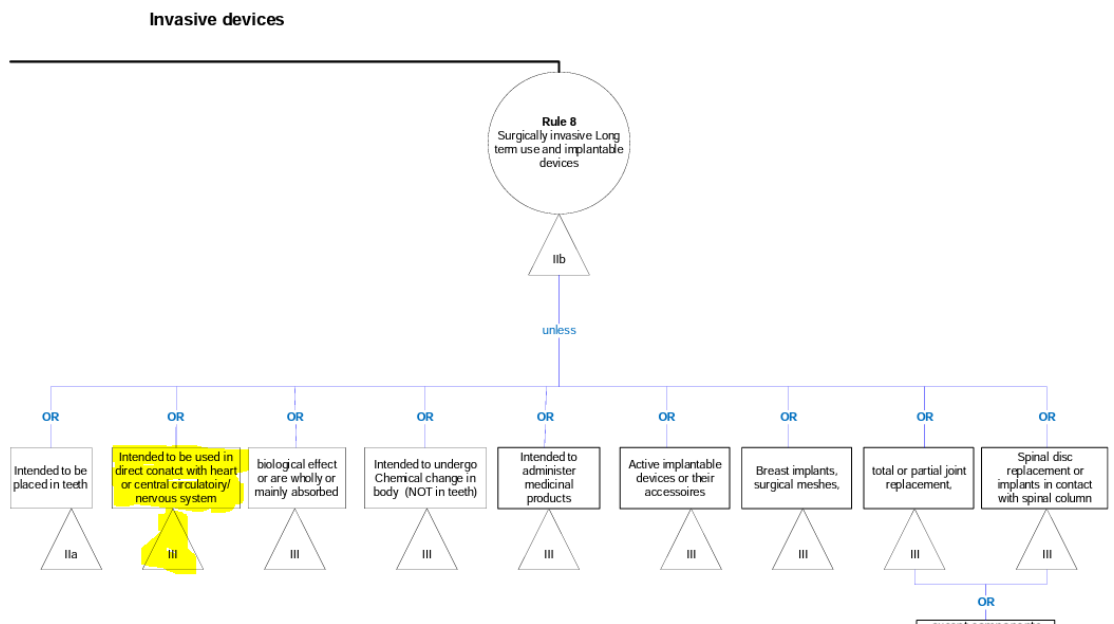 Invasive devices
Rule 8
Surgically invasive Long
term use and implantable
devices
IIb
unless
OR
OR
OR
OR
OR
OR
OR
OR
OR
Intended to be
placed in teeth
Intended to be used in
direct conatct with heart
or central circulatoiry/
nervous system
biological effect
or are wholly or
mainly absorbed
Intended to undergo
Chemical change in
body (NOT in teeth)
Intended to
administer
medicinal
products
Active implantable
devices or their
accessoires
Breast implants,
surgical meshes,
total or partial joint
replacement,
Spinal disc
replacement or
implants in contact
with spinal column
IIa
III
III
III
III
III
III
III
III
OR